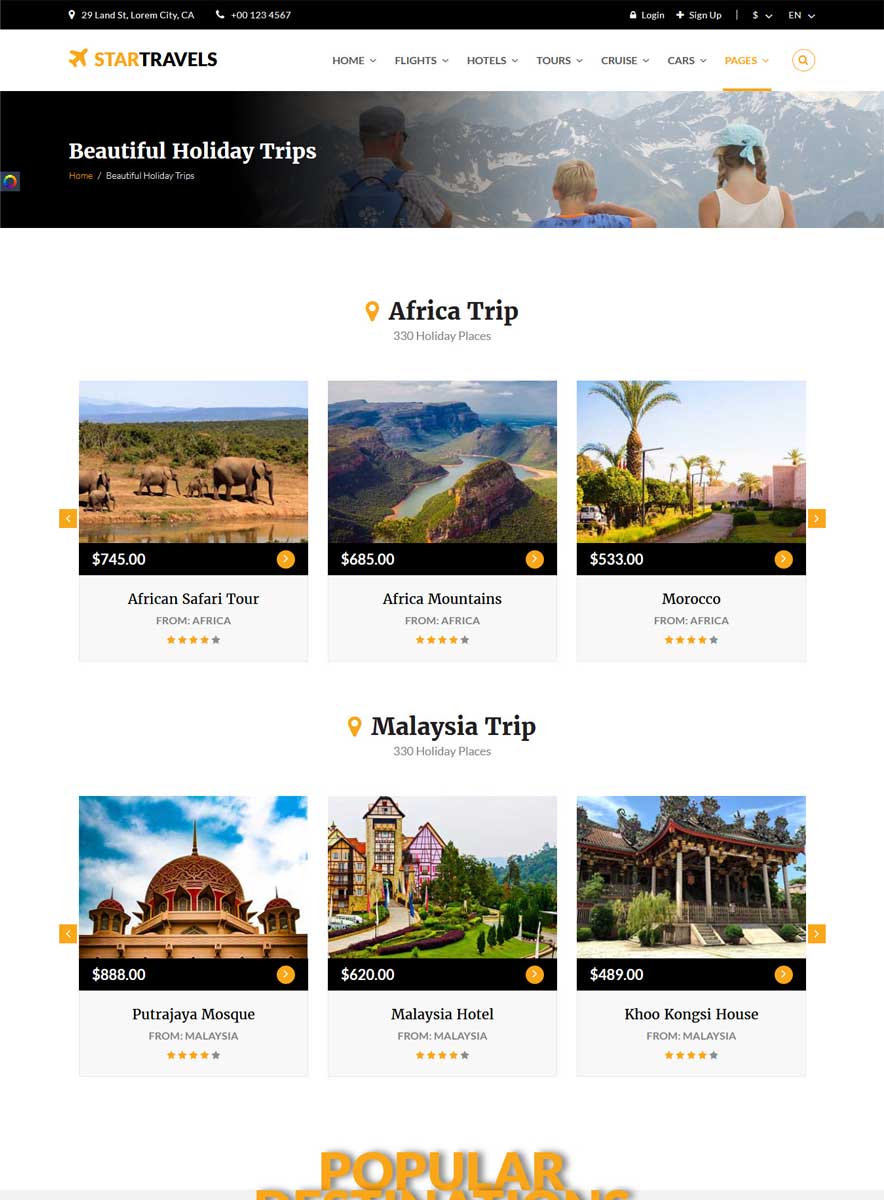 29 Land St, Lorem City, CA +00 123 4567 Login Sign Up | $ EN
STARTRAVELS HOME FLIGHTS HOTELS TOURS CRUISE CARS PAGES
Beautiful Holiday Trips
Home / Beautiful Holiday Trips
Africa Trip
330 Holiday Places
$745.00 $685.00 $533.00
African Safari Tour Africa Mountains Morocco
FROM: AFRICA FROM: AFRICA FROM: AFRICA
Malaysia Trip
330 Holiday Places
$888.00 $620.00 $489.00
Putrajaya Mosque Malaysia Hotel Khoo Kongsi House
FROM: MALAYSIA FROM: MALAYSIA FROM: MALAYSIA
POPULAR
DESTINATIONS